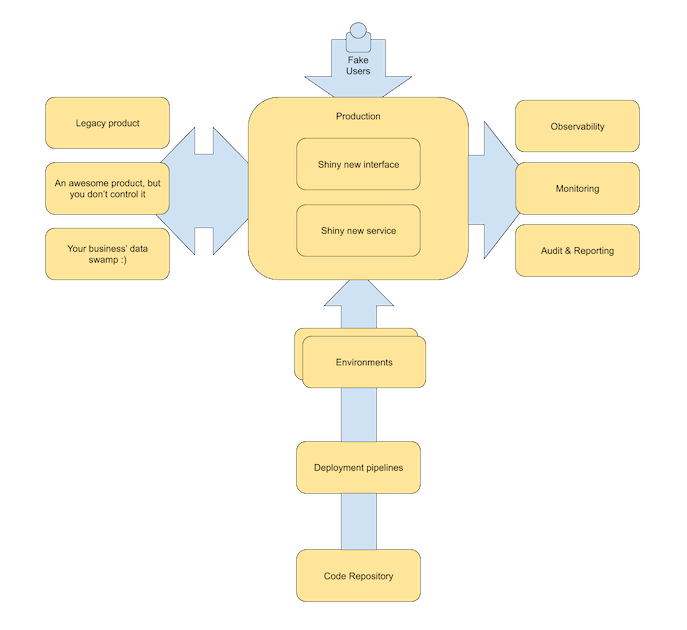 Fake
Users
Production
Legacy product
Observability
Shiny new interface
An awesome product, but
you don’t control it
Monitoring
Shiny new service
Your business’ data
swamp :)
Audit & Reporting
Environments
Deployment pipelines
Code Repository